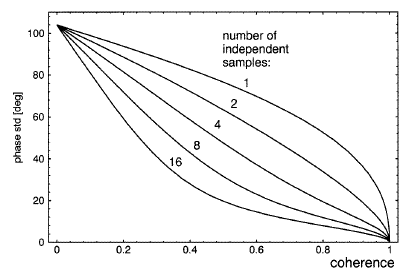 number of
independent
samples:
1
2
4
8
16
phase std [deg]
100
80
60
40
20
0
0 0.2 0.4 0.6 0.8 1
coherence